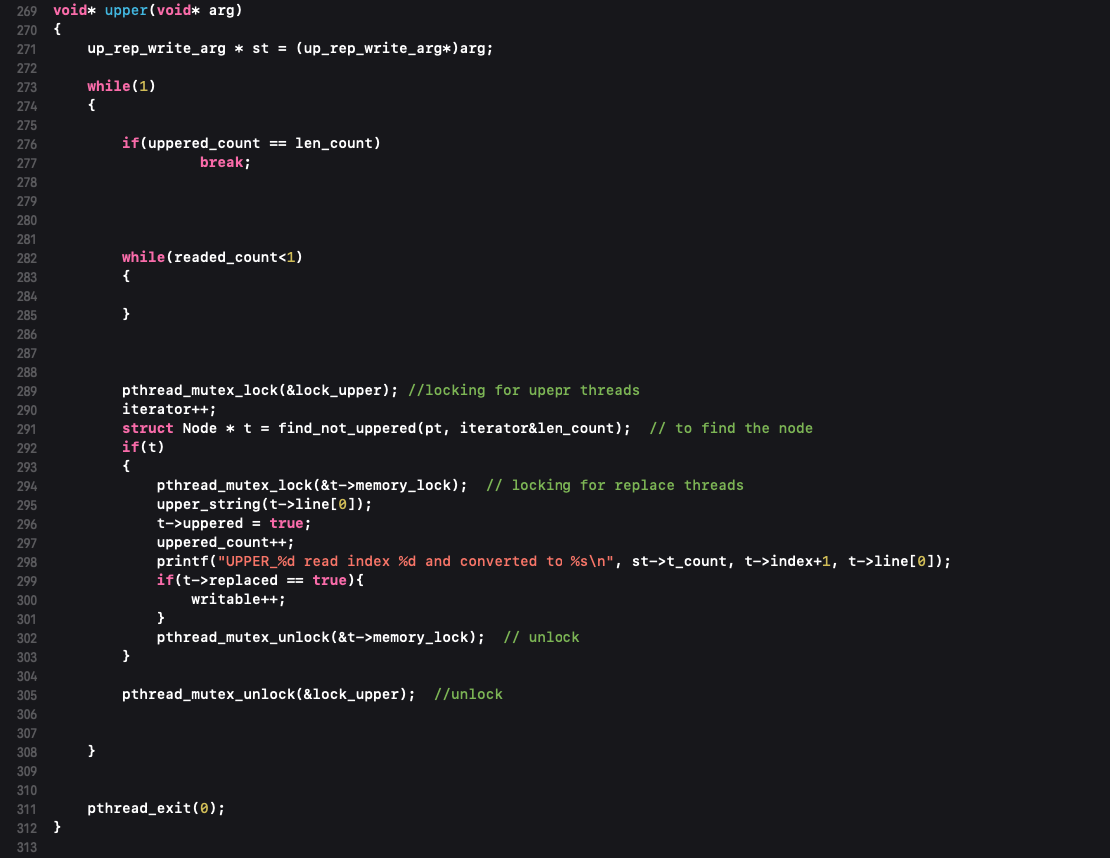 269 void* upper(void* arg)
270 {
271     up_rep_write_arg * st = (up_rep_write_arg*)arg;
272
273     while(1)
274     {
275
276         if(uppered_count == len_count)
277                  break;
278
279
280
281
282         while(readed_count<1)
283         {
284
285         }
286
287
288
289         pthread_mutex_lock(&lock_upper); //locking for upepr threads
290         iterator++;
291         struct Node * t = find_not_uppered(pt, iterator&len_count);  // to find the node
292         if(t)
293         {
294             pthread_mutex_lock(&t->memory_lock);  // locking for replace threads
295             upper_string(t->line[0]);
296             t->uppered = true;
297             uppered_count++;
298             printf("UPPER_%d read index %d and converted to %s\n", st->t_count, t->index+1, t->line[0]);
299             if(t->replaced == true){
300                 writable++;
301             }
302             pthread_mutex_unlock(&t->memory_lock);  // unlock
303         }
304
305         pthread_mutex_unlock(&lock_upper);  //unlock
306
307
308     }
309
310
311     pthread_exit(0);
312 }
313